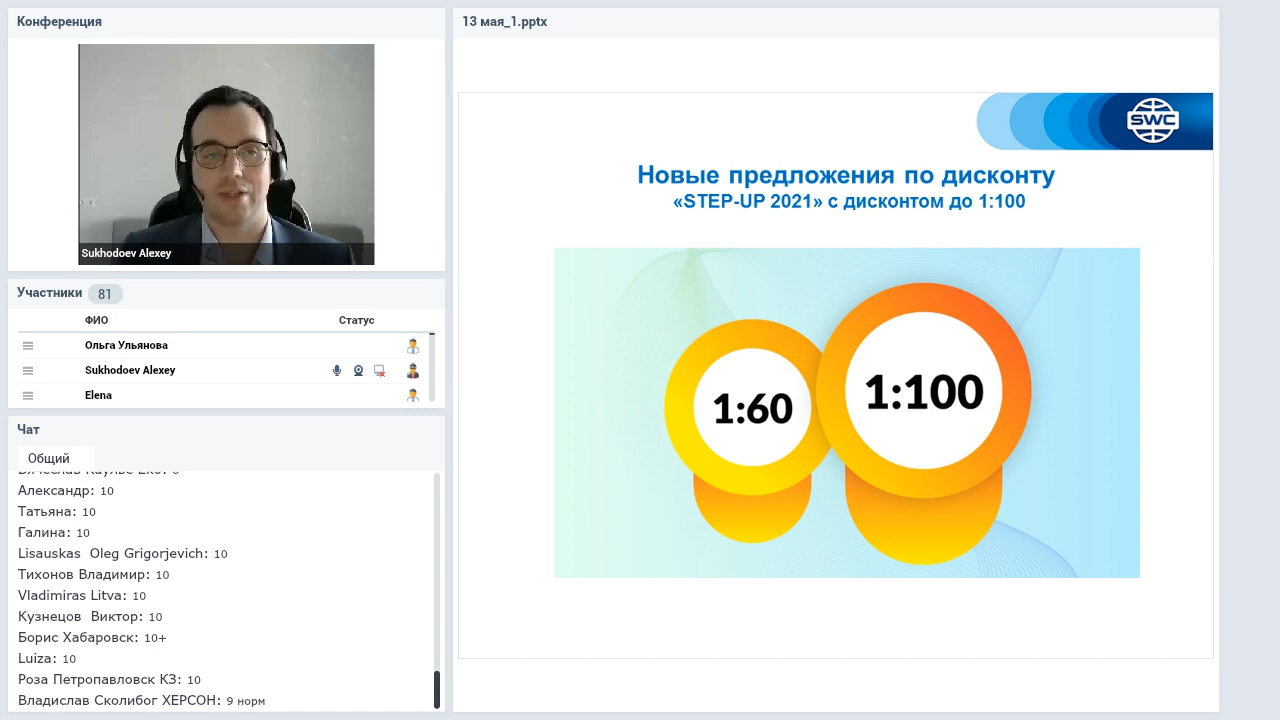 Конференция
Sukhodoev Alexey
Участники 81
ФИО Статус
Ольга Ульянова
Sukhodoev Alexey
Elena
Чат
Общий
Александр: 10
Татьяна: 10
Галина: 10
Lisauskas Oleg Grigorjevich: 10
Тихонов Владимир: 10
Vladimiras Litva: 10
Кузнецов Виктор: 10
Борис Хабаровск: 10+
Luiza: 10
Роза Петропавловск КЗ: 10
Владислав Сколибог ХЕРСОН: 9 норм
13 мая_1.pptx
SWC
Новые предложения по дисконту
«STEP-UP 2021» с дисконтом до 1:100
1:60
1:100